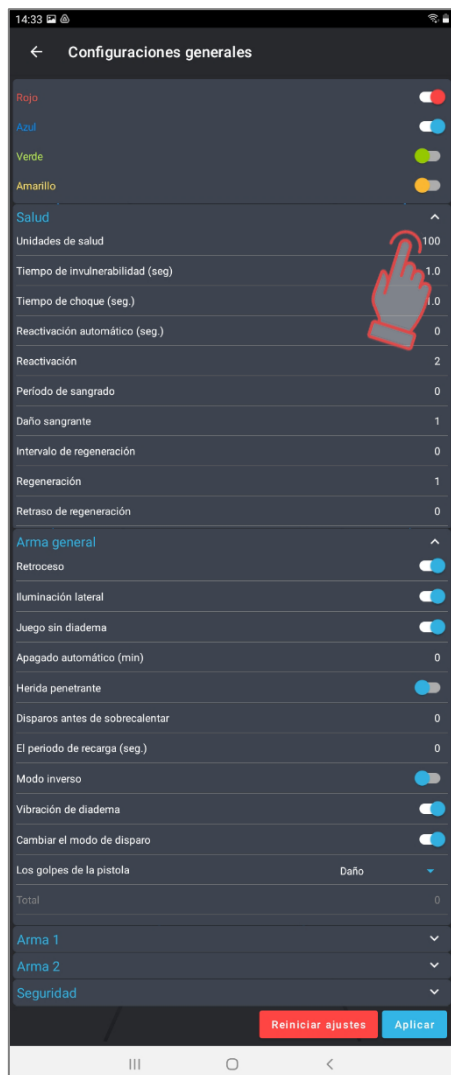 14:33
Configuraciones generales
Rojo
Azul
Verde
Amarillo
Salud
Unidades de salud 100
Tiempo de invulnerabilidad (seg) 1.0
Tiempo de choque (seg.) 1.0
Reactivación automático (seg.) 0
Reactivación 2
Período de sangrado 0
Daño sangrante 1
Intervalo de regeneración 0
Regeneración 1
Retraso de regeneración 0
Arma general
Retroceso
Iluminación lateral
Juego sin diadema
Apagado automático (min) 0
Herida penetrante
Disparos antes de sobrecalentar 0
El periodo de recarga (seg.) 0
Modo inverso
Vibración de diadema
Cambiar el modo de disparo
Los golpes de la pistola Daño
Total 0
Arma 1
Arma 2
Seguridad
Reiniciar ajustes Aplicar